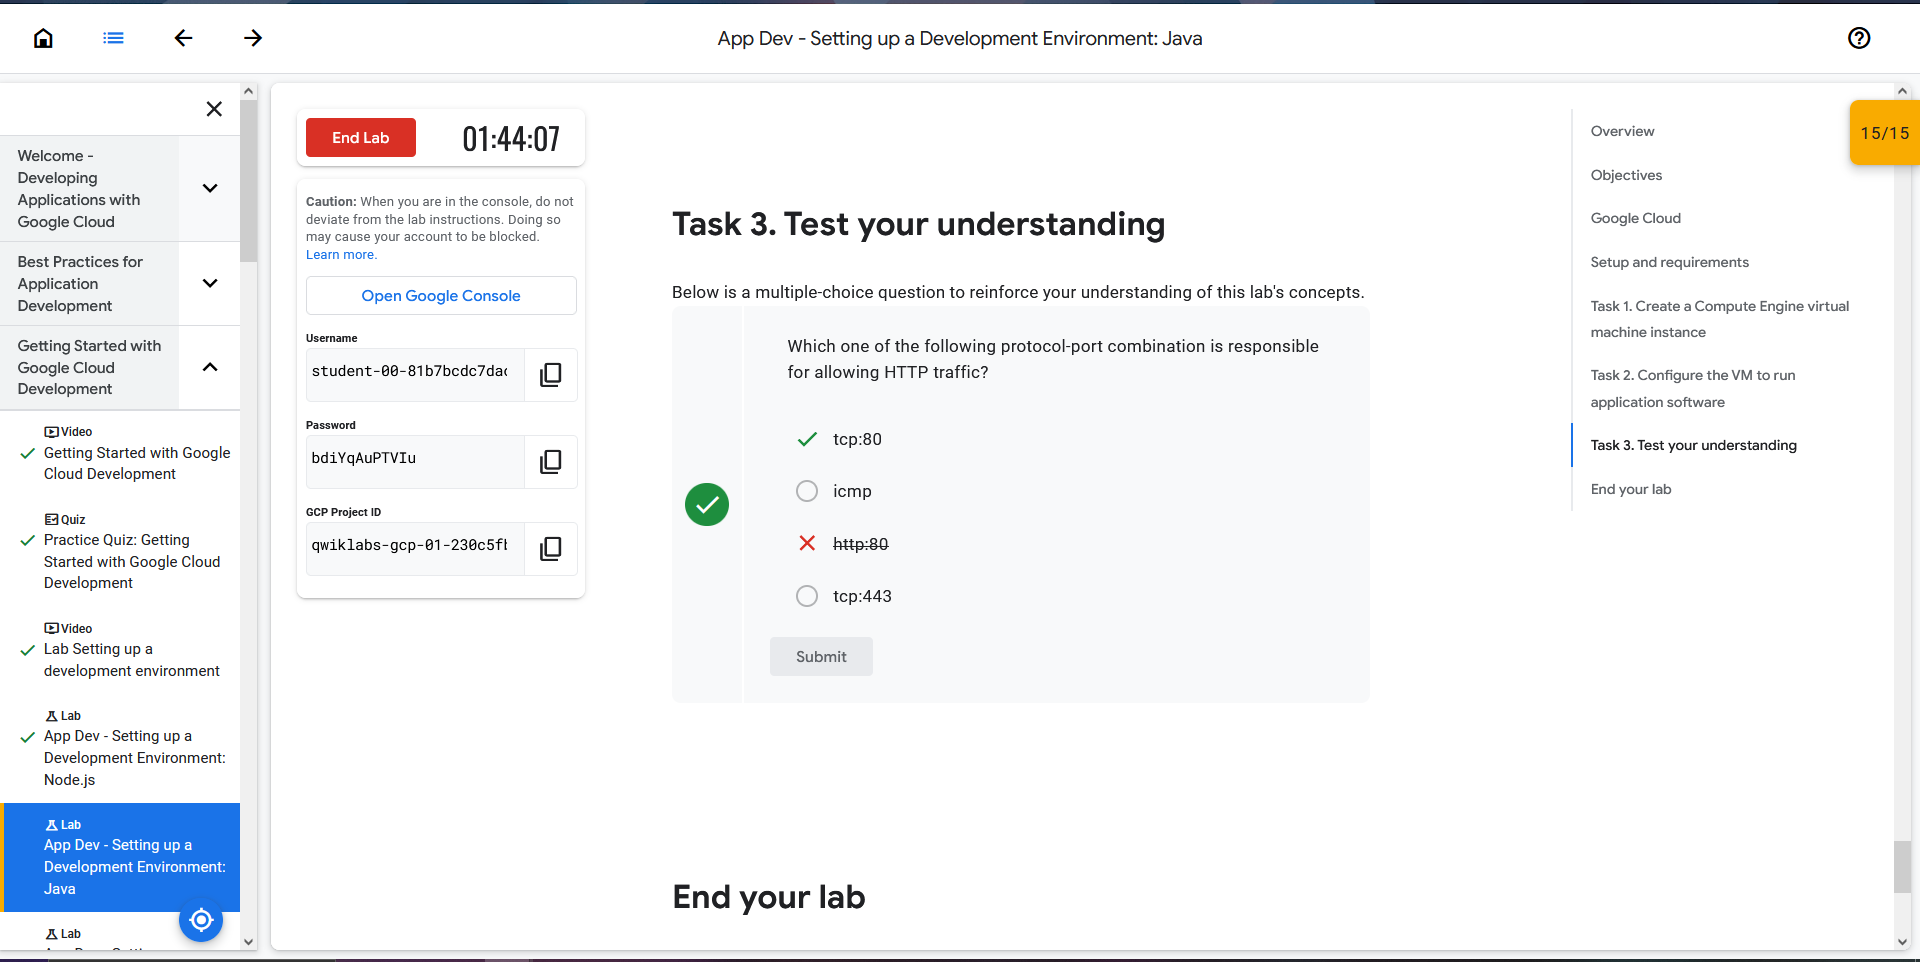 App Dev - Setting up a Development Environment: Java
Welcome -
Developing
Applications with
Google Cloud
Best Practices for
Application
Development
Getting Started with
Google Cloud
Development
Video
Getting Started with Google
Cloud Development
Quiz
Practice Quiz: Getting
Started with Google Cloud
Development
Video
Lab Setting up a
development environment
Lab
App Dev - Setting up a
Development Environment:
Node.js
Lab
App Dev - Setting up a
Development Environment:
Java
Lab
End Lab
01:44:07
Caution: When you are in the console, do not
deviate from the lab instructions. Doing so
may cause your account to be blocked.
Learn more.
Open Google Console
Username
student-00-81b7bcdc7dac
Password
bdiYqAuPTVIu
GCP Project ID
qwiklabs-gcp-01-230c5fb
Task 3. Test your understanding
Below is a multiple-choice question to reinforce your understanding of this lab's concepts.
Which one of the following protocol-port combination is responsible
for allowing HTTP traffic?
tcp:80
icmp
http:80
tcp:443
Submit
End your lab
Overview
Objectives
Google Cloud
Setup and requirements
Task 1. Create a Compute Engine virtual
machine instance
Task 2. Configure the VM to run
application software
Task 3. Test your understanding
End your lab
15/15